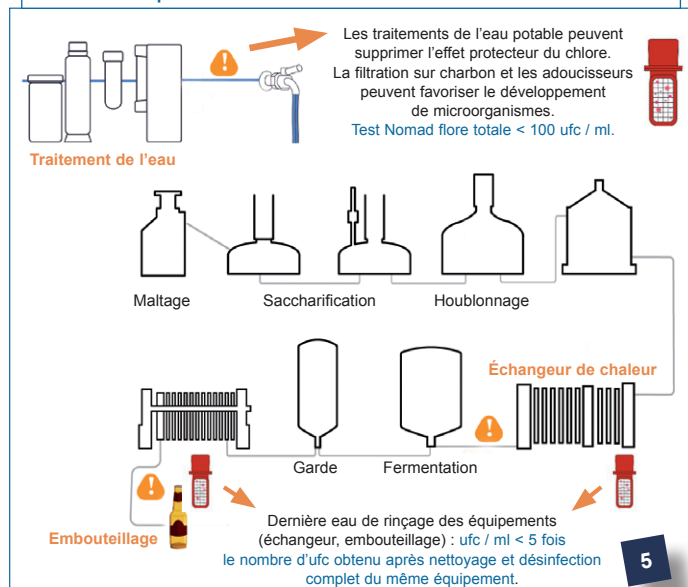 Les traitements de l’eau potable peuvent
supprimer l’effet protecteur du chlore.
La filtration sur charbon et les adoucisseurs
peuvent favoriser le développement
de microorganismes.
Test Nomad flore totale < 100 ufc / ml.
Traitement de l’eau
Maltage
Saccharification
Houblonnage
Échangeur de chaleur
Garde
Fermentation
Embouteillage
Dernière eau de rinçage des équipements
(échangeur, embouteillage) : ufc / ml < 5 fois
le nombre d’ufc obtenu après nettoyage et désinfection
complet du même équipement.
5